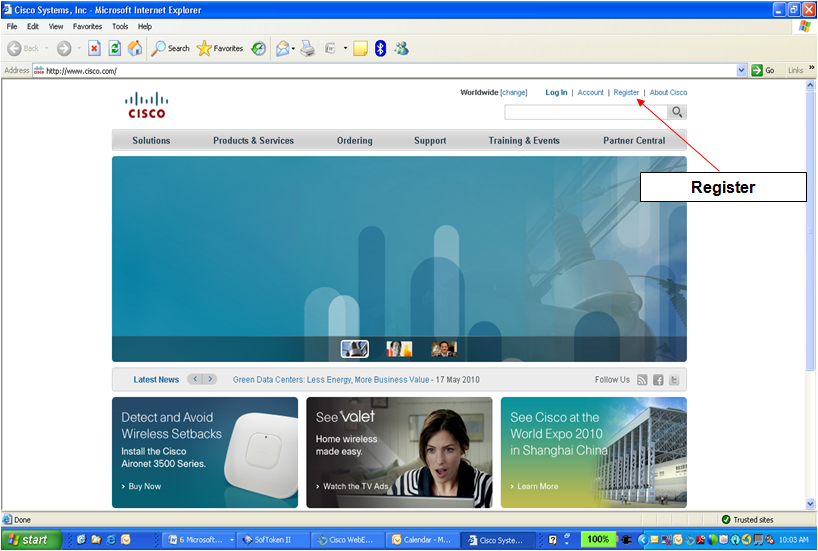 Cisco Systems, Inc - Microsoft Internet Explorer
File Edit View Favorites Tools Help
Back Search Favorites
Address http://www.cisco.com/ Go Links »
Worldwide [change] Log In | Account | Register | About Cisco
CISCO
Solutions Products & Services Ordering Support Training & Events Partner Central
Register
Latest News Green Data Centers: Less Energy, More Business Value - 17 May 2010 Follow Us
Detect and Avoid
Wireless Setbacks
Install the Cisco
Aironet 3500 Series.
› Buy Now
See valet
Home wireless
made easy.
› Watch the TV Ads
See Cisco at the
World Expo 2010
in Shanghai China
› Learn More
Done Trusted sites
start 6 Microsoft... SofToken II Cisco WebE... Calendar - M... Cisco Syste... 100% 10:03 AM